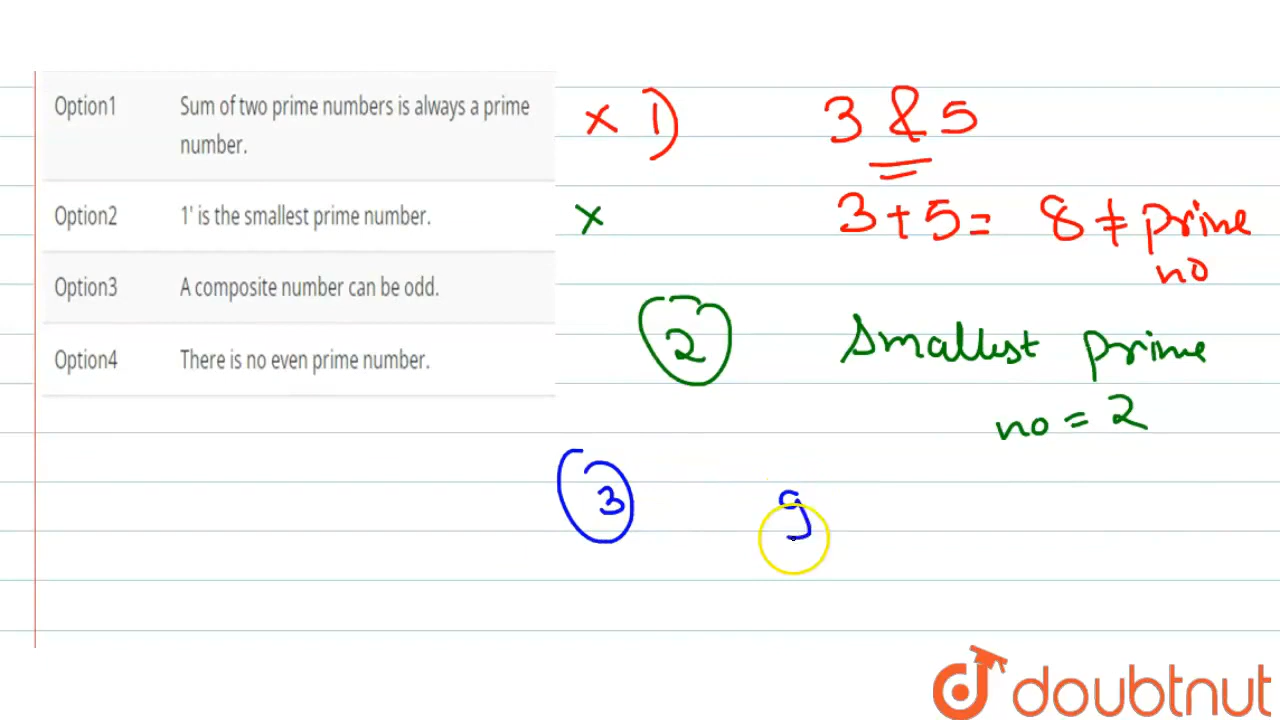 Option1 Sum of two prime numbers is always a prime
number.
Option2 1' is the smallest prime number.
Option3 A composite number can be odd.
Option4 There is no even prime number.
× 1) 3 & 5
× 3+5= 8 ≠ prime
no
2 Smallest prime
no = 2
3 9
doubtnut